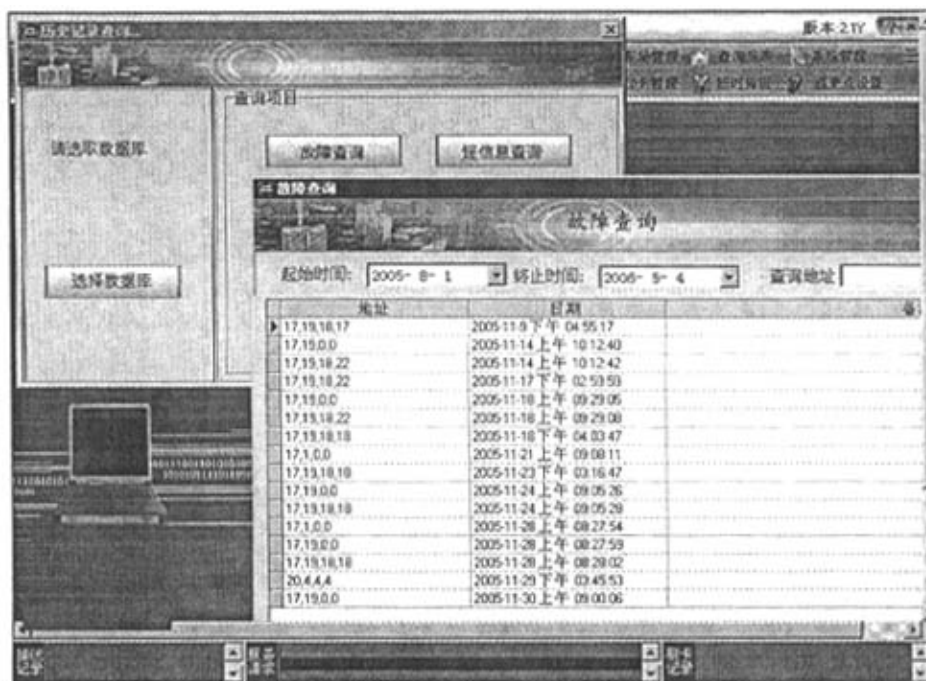 历史记录查询...
版本:2.1Y
查询项目
请选取数据库
故障查询
短信息查询
选择数据库
故障查询
故障查询
起始时间: 2005- 8- 1 终止时间: 2006- 5- 4 查询地址
地址 日期 备
17,19,18,17 2005-11-9 下午 04:55:17
17,19,0,0 2005-11-14 上午 10:12:40
17,19,18,22 2005-11-14 上午 10:12:42
17,19,18,22 2005-11-17 下午 02:59:59
17,19,0,0 2005-11-18 上午 09:29:05
17,19,18,22 2005-11-18 上午 09:29:08
17,19,18,18 2005-11-18 下午 04:03:47
17,1,0,0 2005-11-21 上午 09:08:11
17,19,18,18 2005-11-23 下午 03:16:47
17,19,0,0 2005-11-24 上午 09:05:26
17,19,18,18 2005-11-24 上午 09:05:28
17,1,0,0 2005-11-28 上午 08:27:54
17,19,0,0 2005-11-28 上午 08:27:59
17,19,18,18 2005-11-28 上午 08:28:02
20,4,4,4 2005-11-29 下午 03:45:53
17,19,0,0 2005-11-30 上午 09:00:06
记录
记录